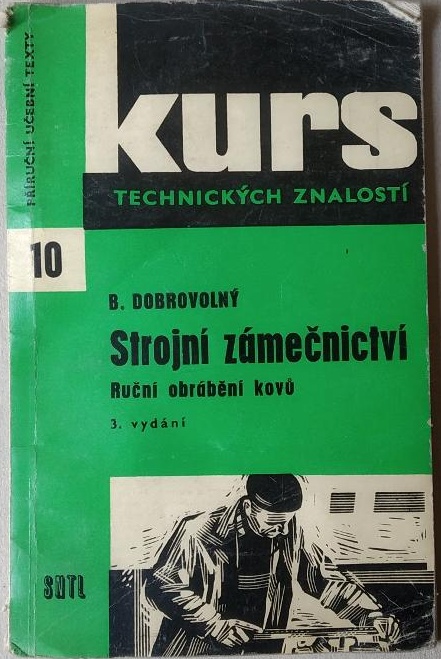 PŘÍRUČNÍ UČEBNÍ TEXTY
kurs
TECHNICKÝCH ZNALOSTÍ
10
B. DOBROVOLNÝ
Strojní zámečnictví
Ruční obrábění kovů
3. vydání
SNTL